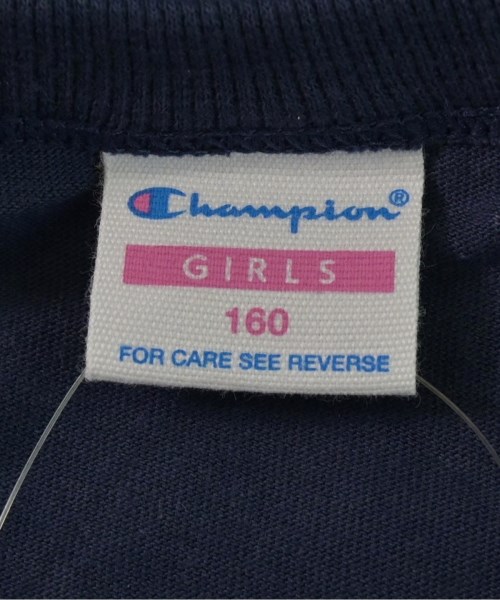 Champion®
GIRLS
160
FOR CARE SEE REVERSE